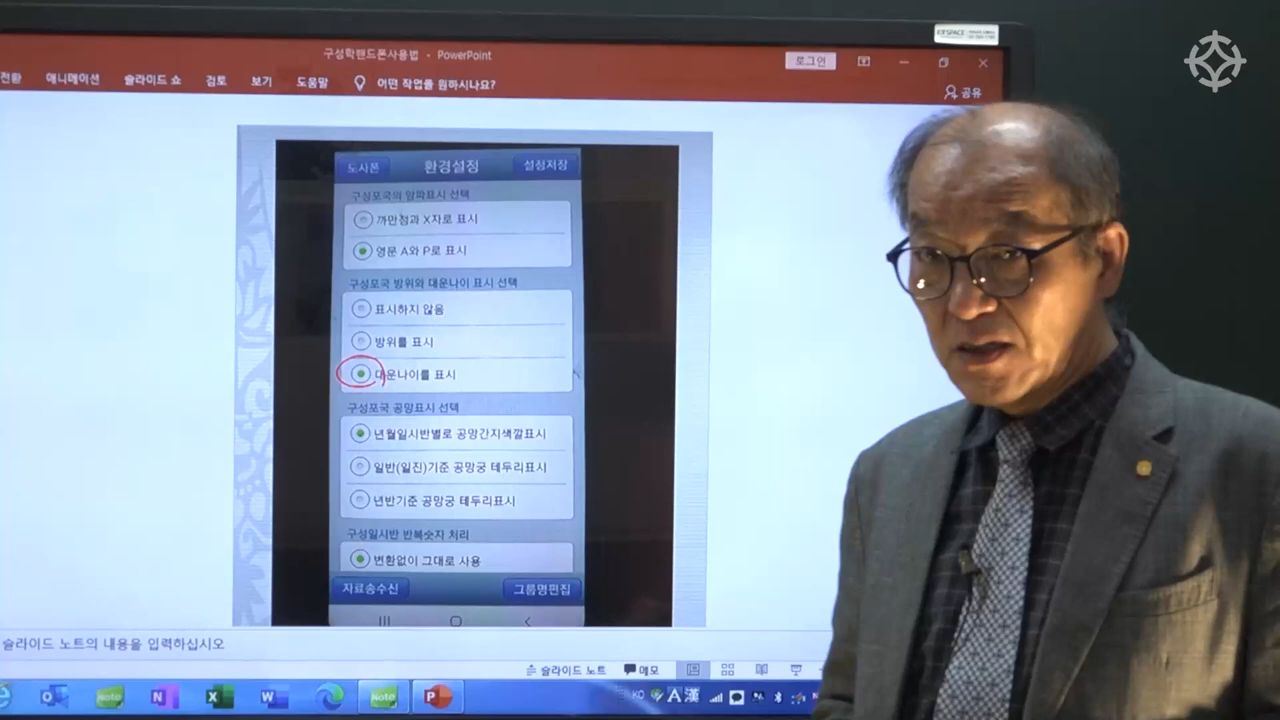 구성학핸드폰사용법 - PowerPoint
로그인
전환 애니메이션 슬라이드 쇼 검토 보기 도움말 어떤 작업을 원하시나요?
공유
도사폰 환경설정 설정저장
구성포국의 암파표시 선택
까만점과 X자로 표시
영문 A와 P로 표시
구성포국 방위와 대운나이 표시 선택
표시하지 않음
방위를 표시
대운나이를 표시
구성포국 공망표시 선택
년월일시반별로 공망간지색깔표시
일반(일진)기준 공망궁 테두리표시
년반기준 공망궁 테두리표시
구성일시반 반복숫자 처리
변환없이 그대로 사용
자료송수신 그룹명편집
슬라이드 노트의 내용을 입력하십시오
슬라이드 노트 메모
Note
Note
KO
A 漢